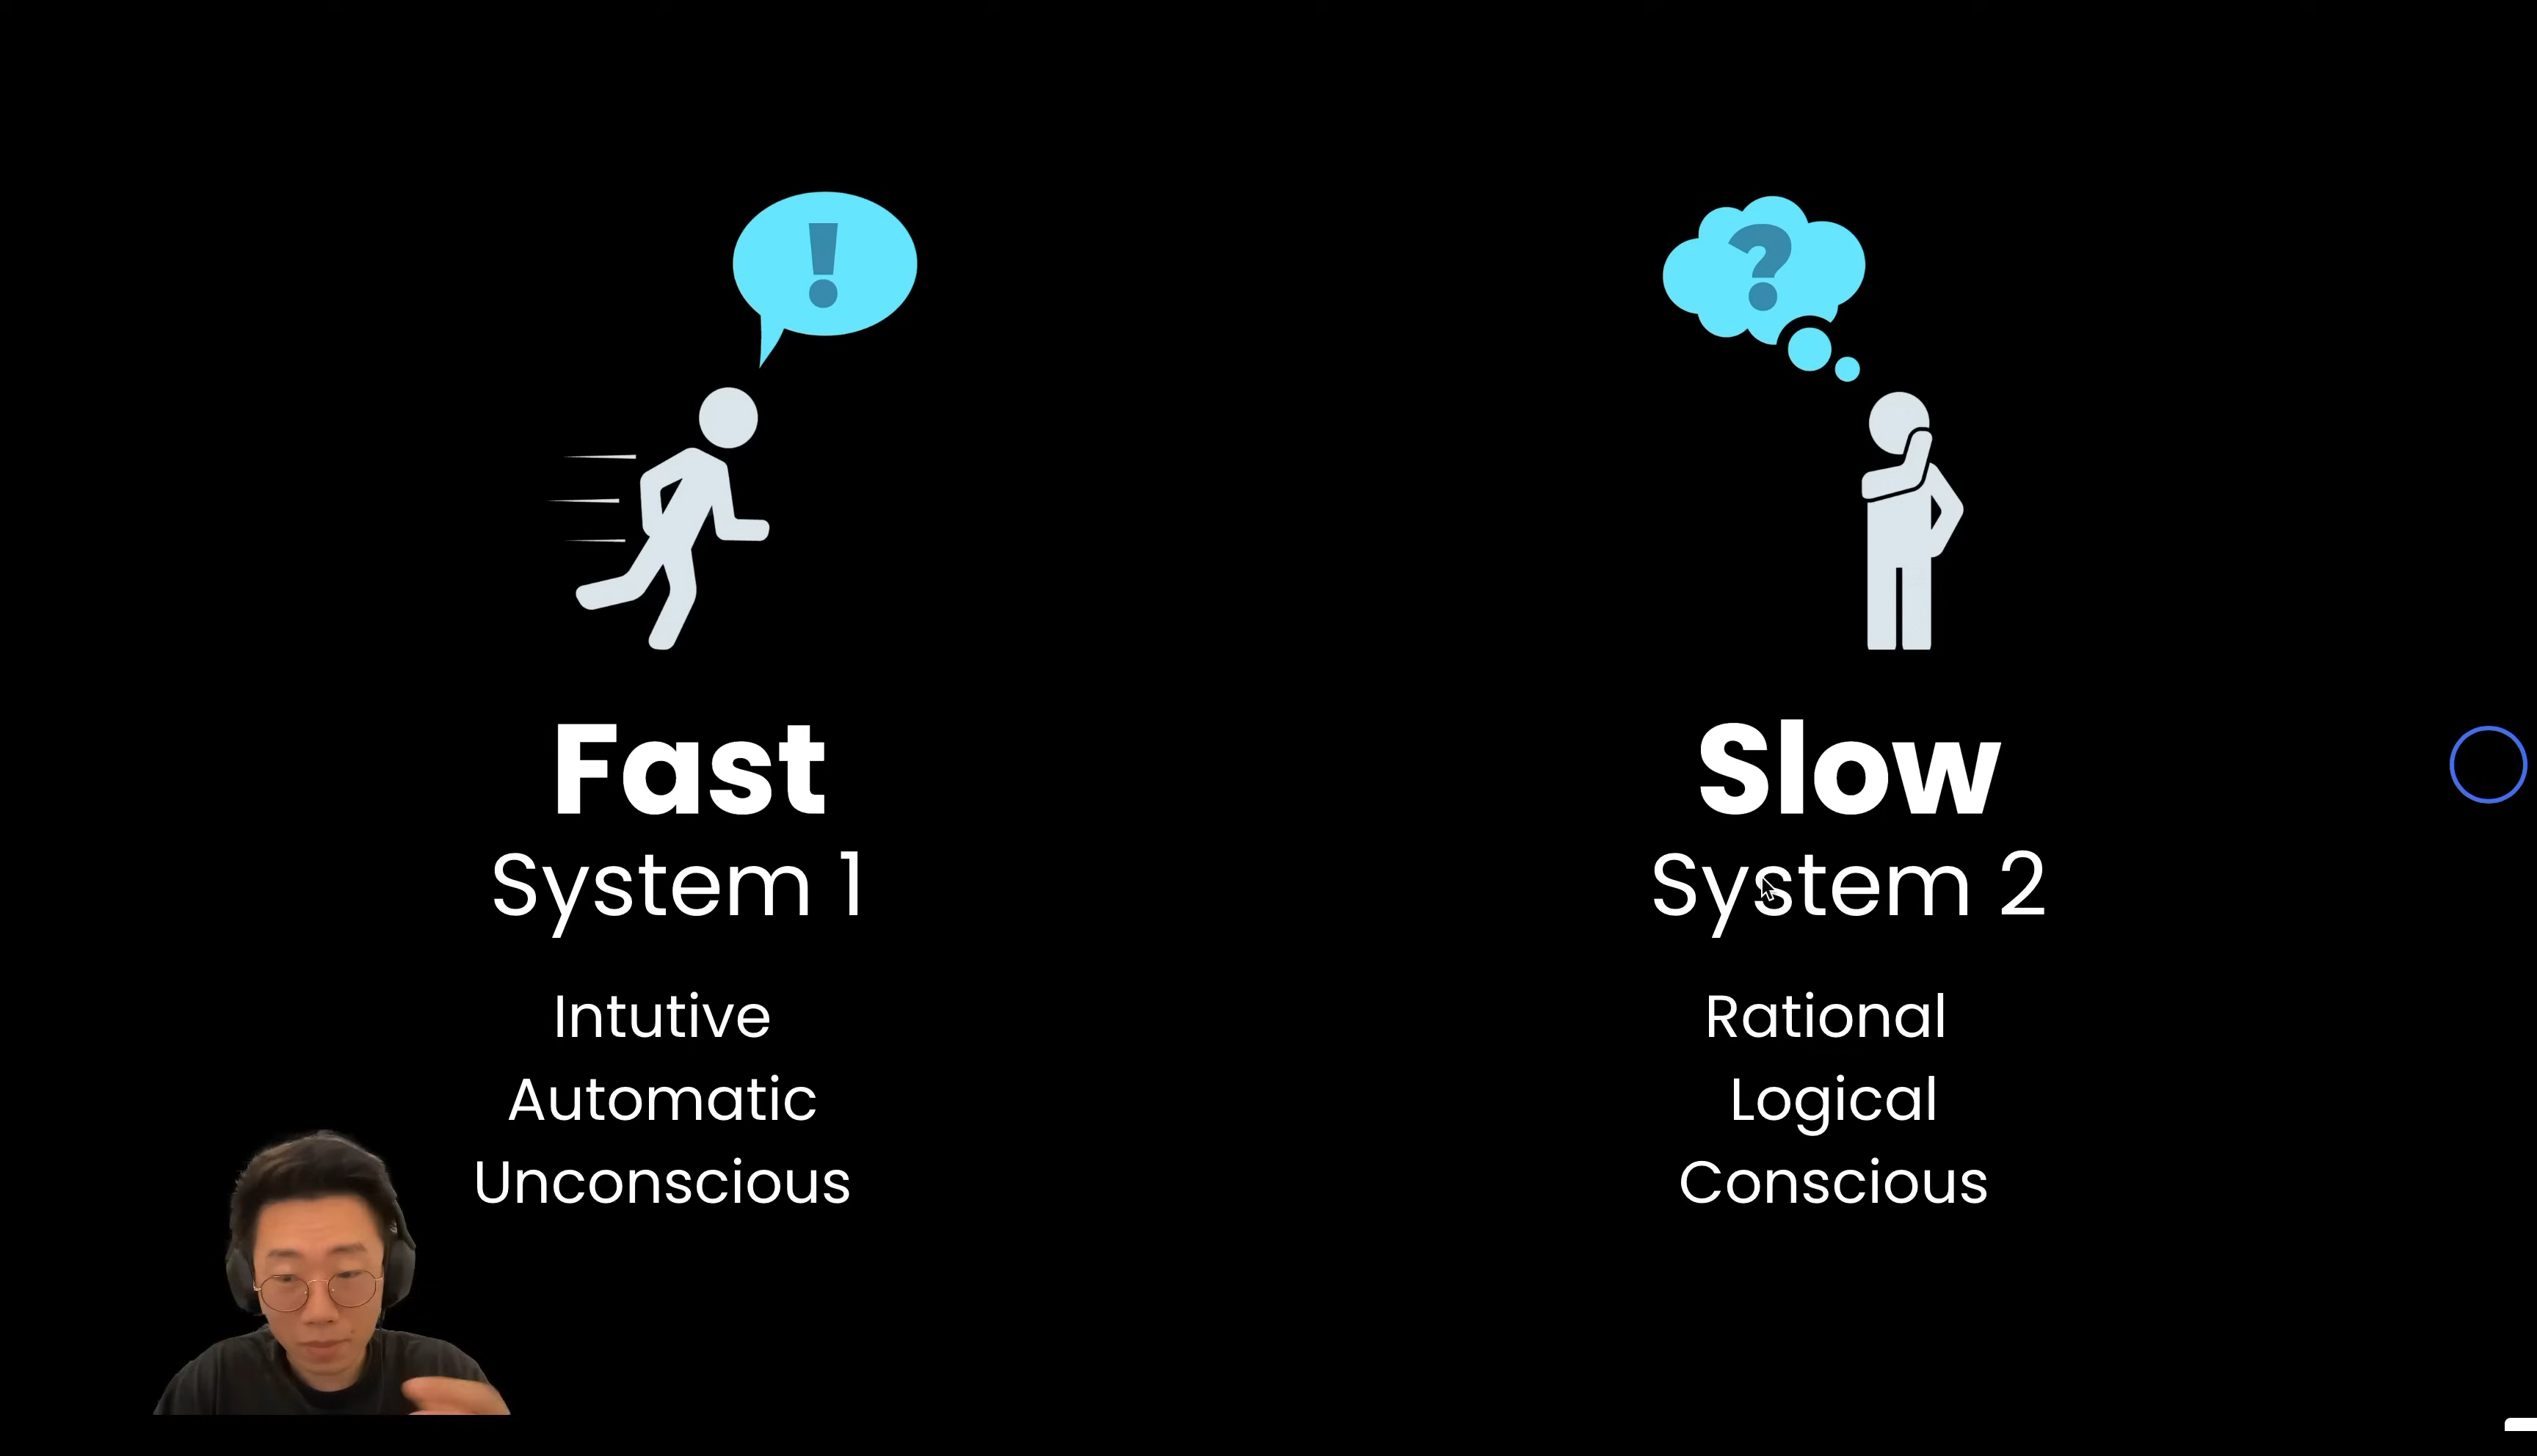 !
?
Fast
Slow
System 1
System 2
Intutive
Rational
Automatic
Logical
Unconscious
Conscious